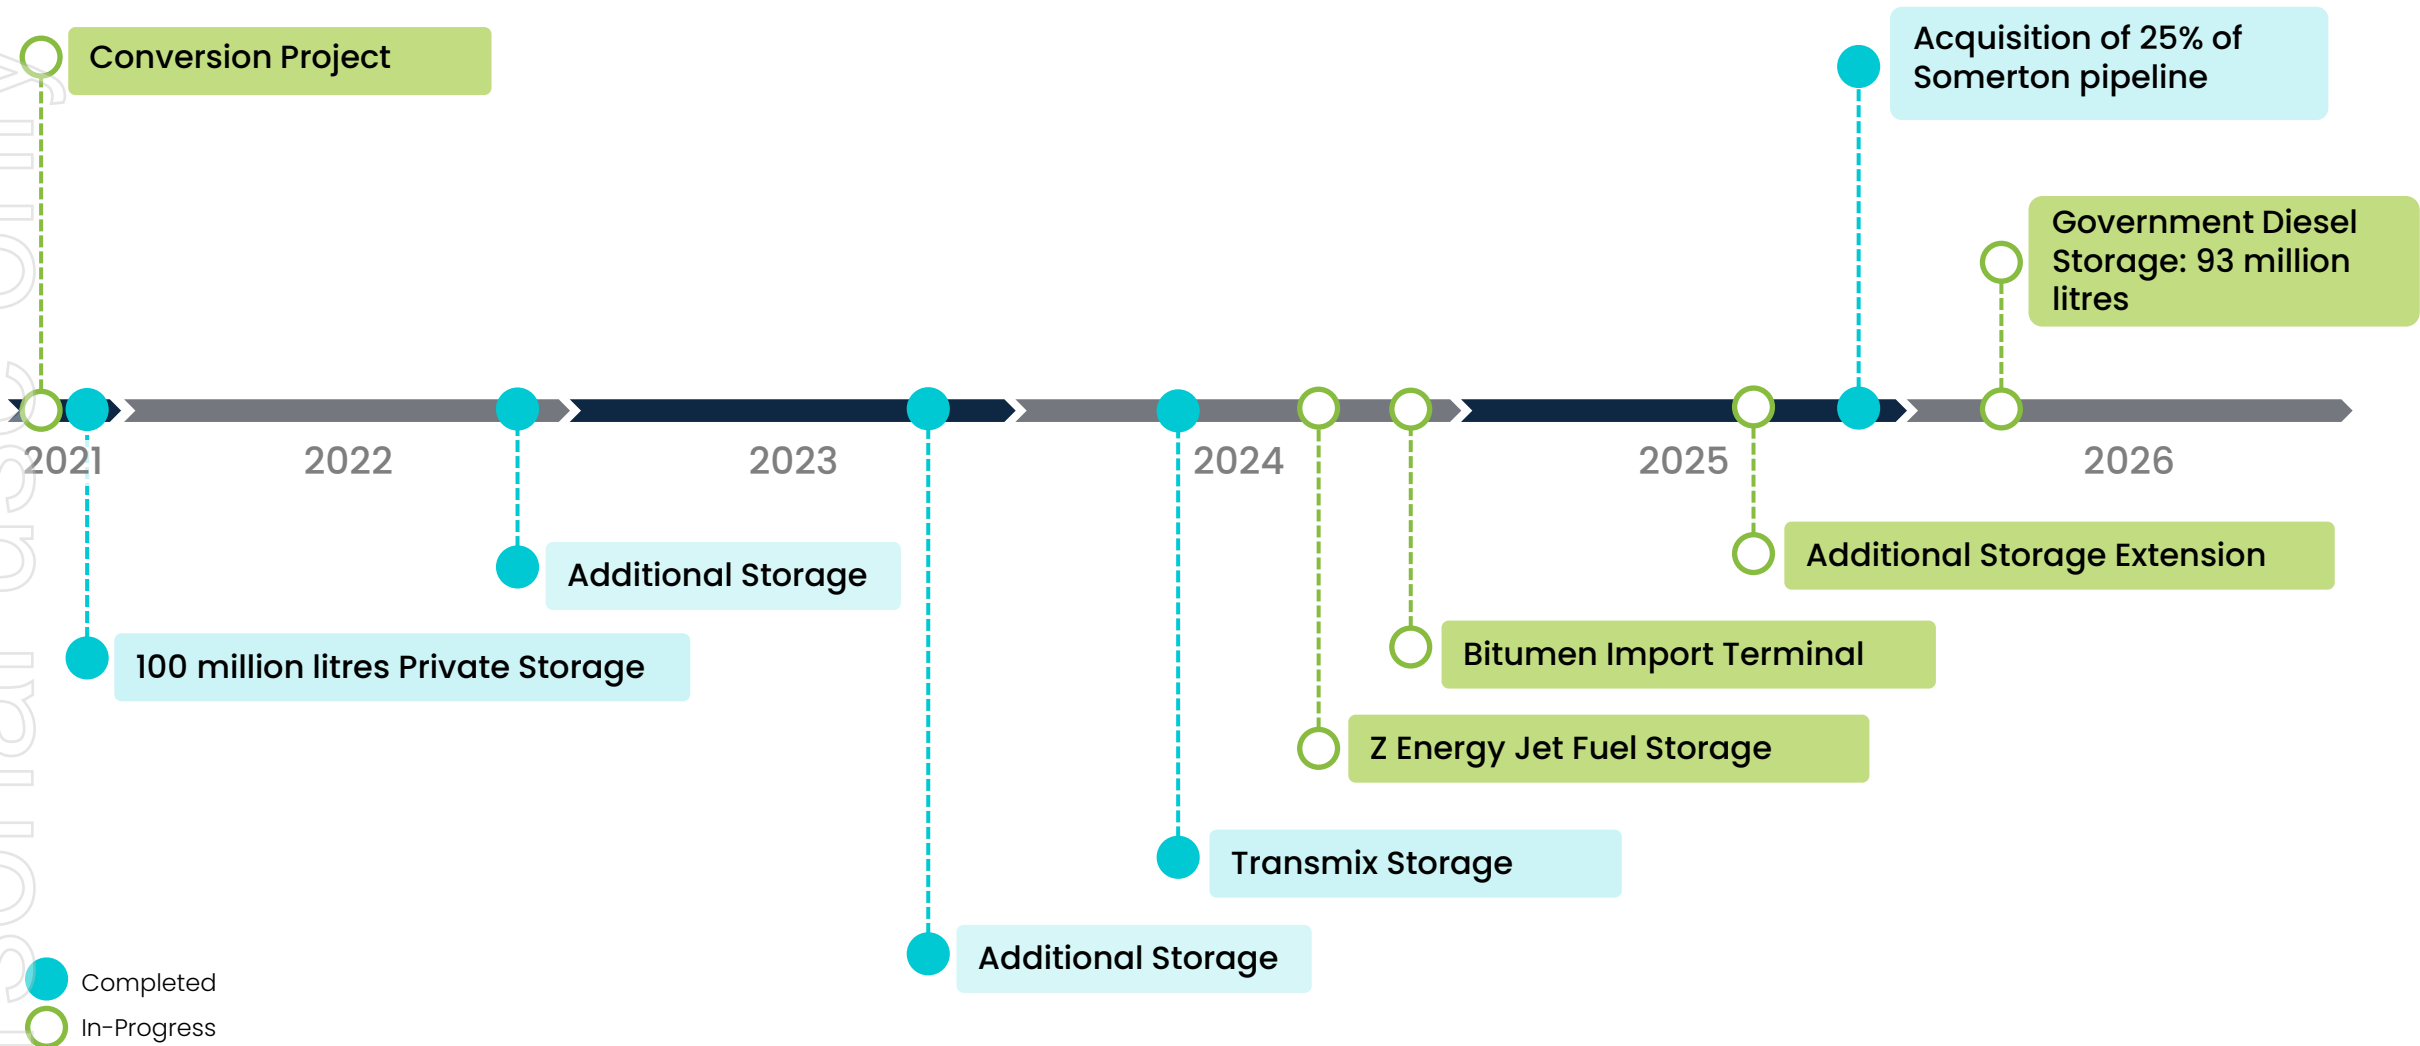 Conversion Project
Acquisition of 25% of
Somerton pipeline
Government Diesel
Storage: 93 million
litres
2021
2022
2023
2024
2025
2026
Additional Storage
Additional Storage Extension
100 million litres Private Storage
Bitumen Import Terminal
Z Energy Jet Fuel Storage
Transmix Storage
Additional Storage
Completed
In-Progress